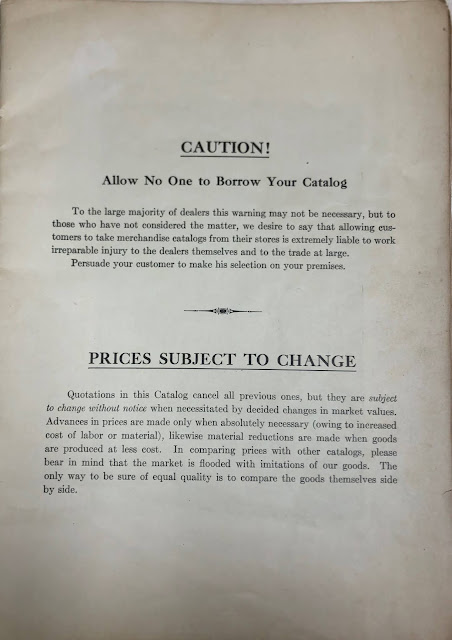 CAUTION!
Allow No One to Borrow Your Catalog
To the large majority of dealers this warning may not be necessary, but to
those who have not considered the matter, we desire to say that allowing cus-
tomers to take merchandise catalogs from their stores is extremely liable to work
irreparable injury to the dealers themselves and to the trade at large.
Persuade your customer to make his selection on your premises.
PRICES SUBJECT TO CHANGE
Quotations in this Catalog cancel all previous ones, but they are subject
to change without notice when necessitated by decided changes in market values.
Advances in prices are made only when absolutely necessary (owing to increased
cost of labor or material), likewise material reductions are made when goods
are produced at less cost. In comparing prices with other catalogs, please
bear in mind that the market is flooded with imitations of our goods. The
only way to be sure of equal quality is to compare the goods themselves side
by side.